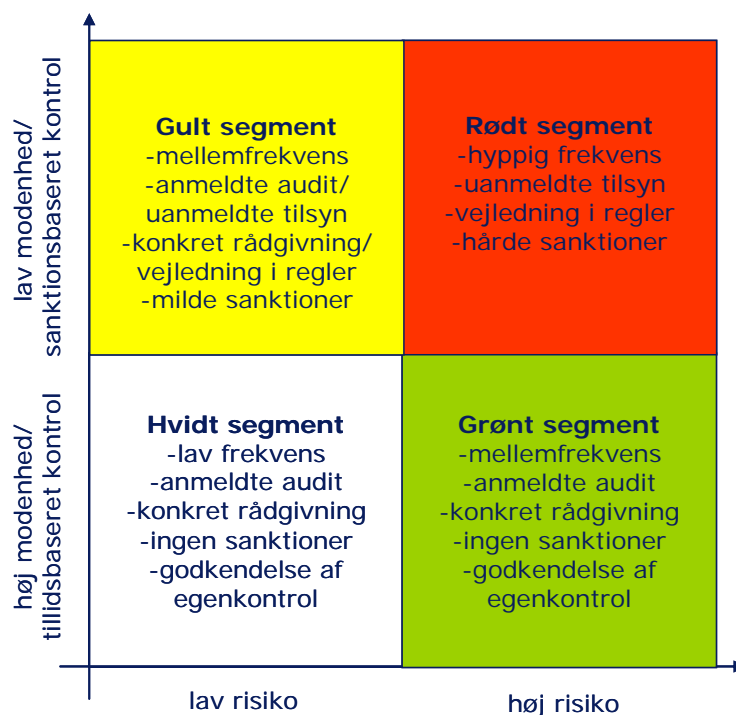 lav modenhed/
sanktionsbaseret kontrol
Gult segment
-mellemfrekvens
-anmeldte audit/
uanmeldte tilsyn
-konkret rådgivning/
vejledning i regler
-milde sanktioner
Rødt segment
-hyppig frekvens
-uanmeldte tilsyn
-vejledning i regler
-hårde sanktioner
høj modenhed/
tillidsbaseret kontrol
Hvidt segment
-lav frekvens
-anmeldte audit
-konkret rådgivning
-ingen sanktioner
-godkendelse af
egenkontrol
Grønt segment
-mellemfrekvens
-anmeldte audit
-konkret rådgivning
-ingen sanktioner
-godkendelse af
egenkontrol
lav risiko
høj risiko